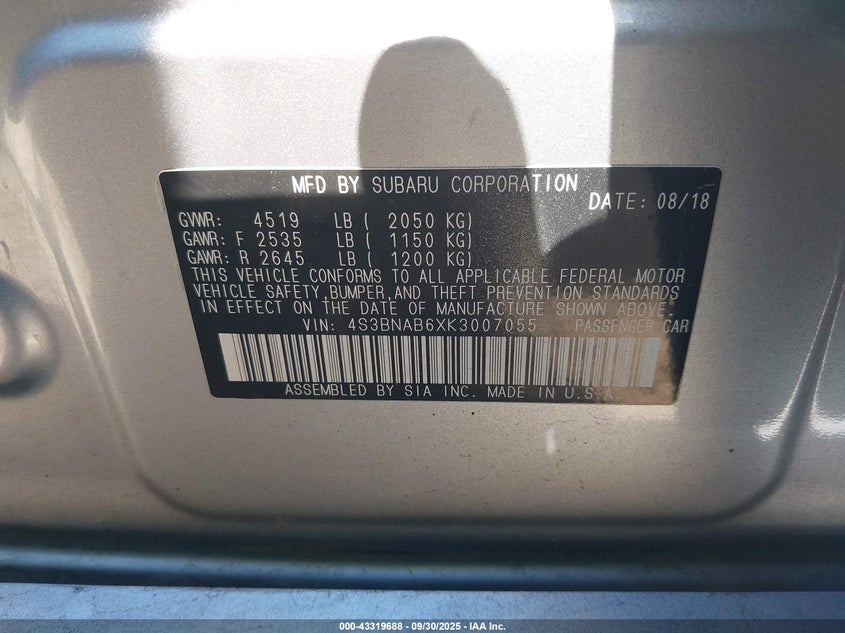 MFD BY SUBARU CORPORATION
DATE: 08/18
GVWR: 4519 LB ( 2050 KG)
GAWR: F 2535 LB ( 1150 KG)
GAWR: R 2645 LB ( 1200 KG)
THIS VEHICLE CONFORMS TO ALL APPLICABLE FEDERAL MOTOR
VEHICLE SAFETY,BUMPER,AND THEFT PREVENTION STANDARDS
IN EFFECT ON THE DATE OF MANUFACTURE SHOWN ABOVE.
VIN: 4S3BNAB6XK3007055 PASSENGER CAR
ASSEMBLED BY SIA INC. MADE IN U.S.A.
000-43319688 - 09/30/2025 - IAA Inc.